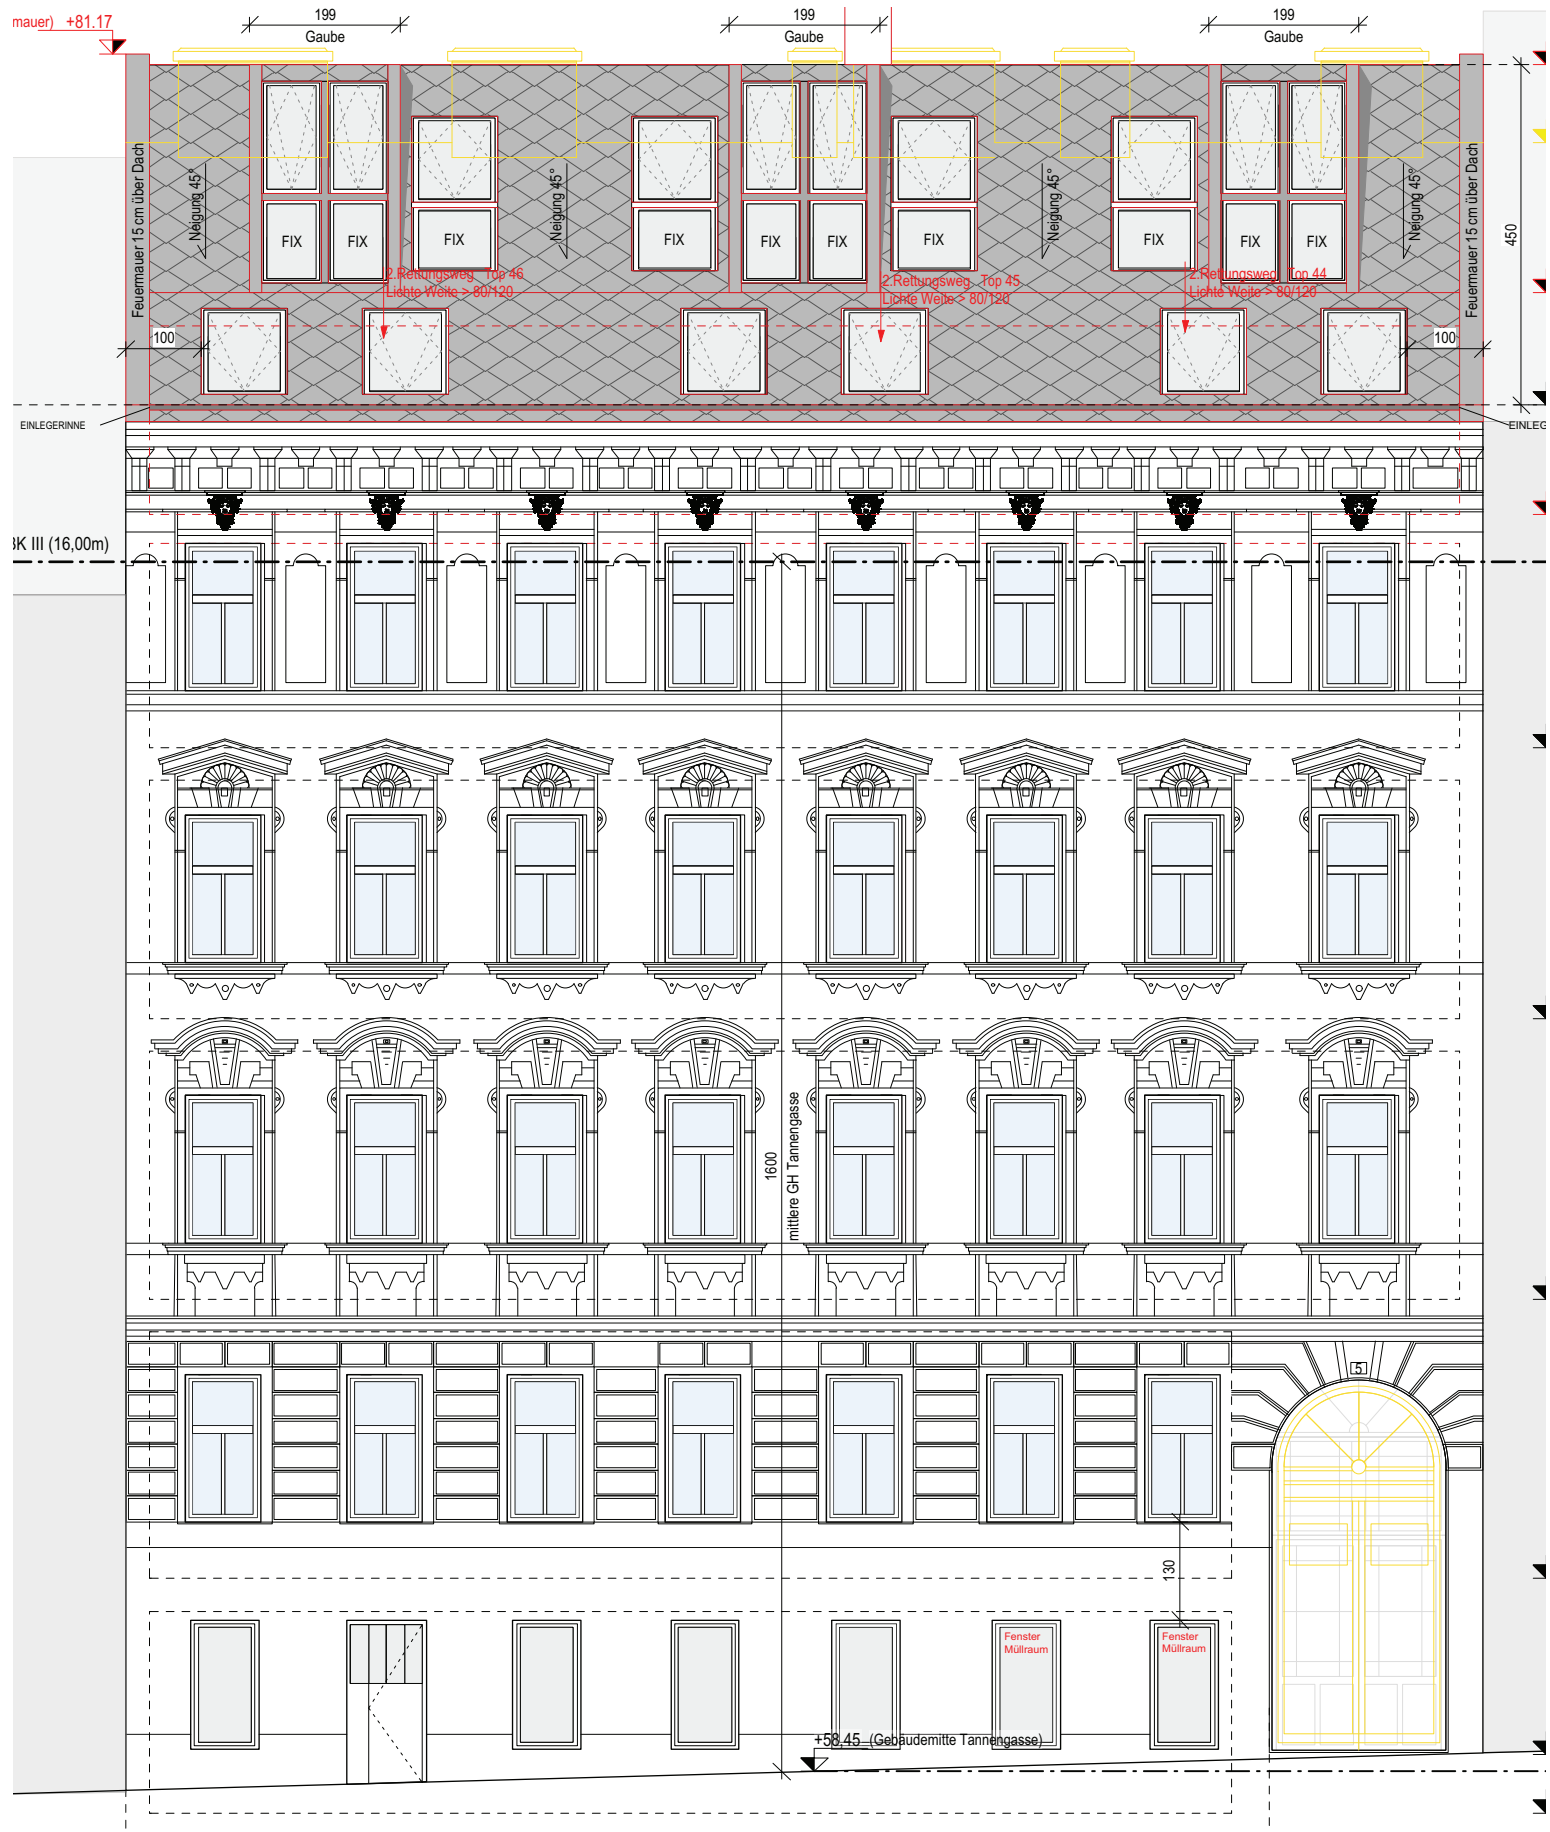 mauer) +81.17
199
Gaube
199
Gaube
199
Gaube
Feuermauer 15 cm über Dach
Neigung 45°
Neigung 45°
Neigung 45°
Neigung 45°
Feuermauer 15 cm über Dach
450
FIX
FIX
FIX
FIX
FIX
FIX
FIX
FIX
FIX
FIX
2.Rettungsweg Top 46
Lichte Weite > 80/120
2.Rettungsweg Top 45
Lichte Weite > 80/120
2.Rettungsweg Top 44
Lichte Weite > 80/120
100
100
EINLEGERINNE
EINLEG
BK III (16,00m)
1600
mittlere GH Tannengasse
5
130
Fenster
Müllraum
Fenster
Müllraum
+58,45 (Gebäudemitte Tannengasse)